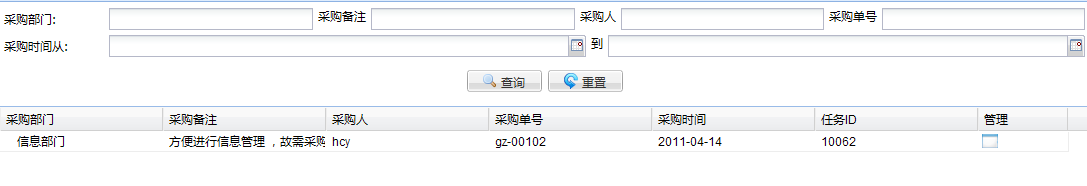 采购部门: 采购备注 采购人 采购单号
采购时间从: 到
查询 重置
采购部门 采购备注 采购人 采购单号 采购时间 任务ID 管理
信息部门 方便进行信息管理，故需采购 hcy gz-00102 2011-04-14 10062